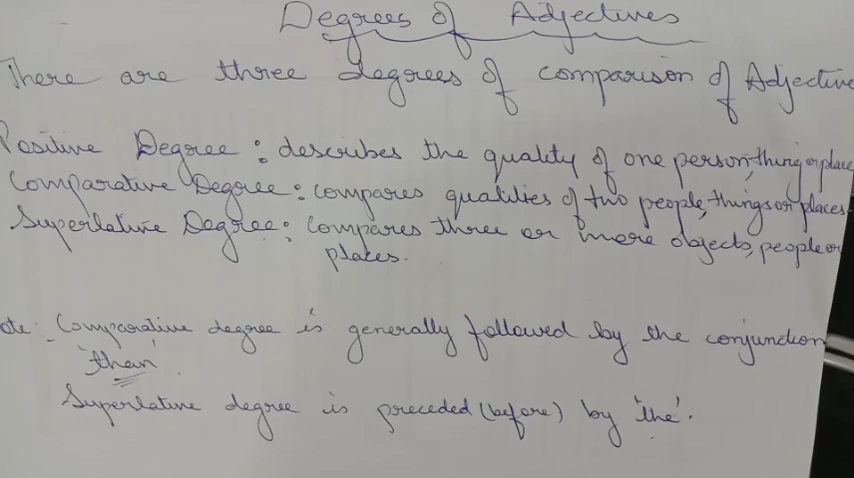 Degrees of Adjectives
There are three degrees of comparison of Adjective
Positive Degree : describes the quality of one person, thing or place
Comparative Degree : compares qualities of two people, things or places.
Superlative Degree : Compares three or more objects, people or
places.
ote: Comparative degree is generally followed by the conjunction
'than'.
Superlative degree is preceded (before) by 'the'.